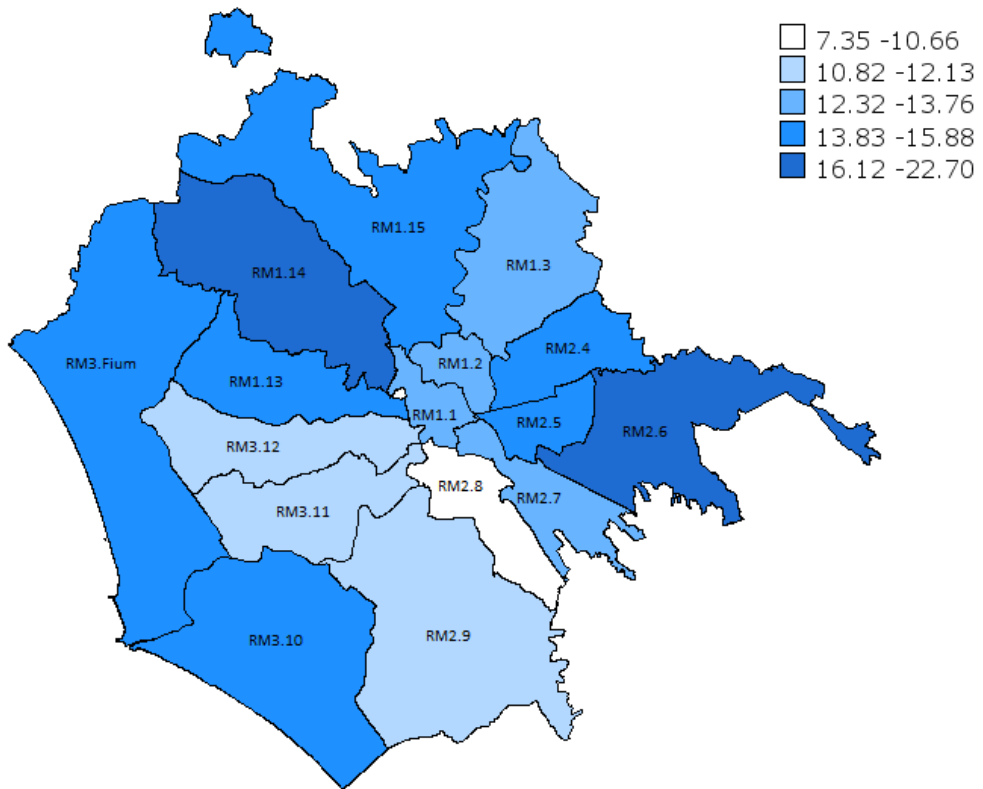 7.35 -10.66
10.82 -12.13
12.32 -13.76
13.83 -15.88
16.12 -22.70
RM1.15
RM1.3
RM1.14
RM2.4
RM3.Fium
RM1.2
RM1.13
RM1.1
RM2.5
RM2.6
RM3.12
RM2.8
RM2.7
RM3.11
RM2.9
RM3.10